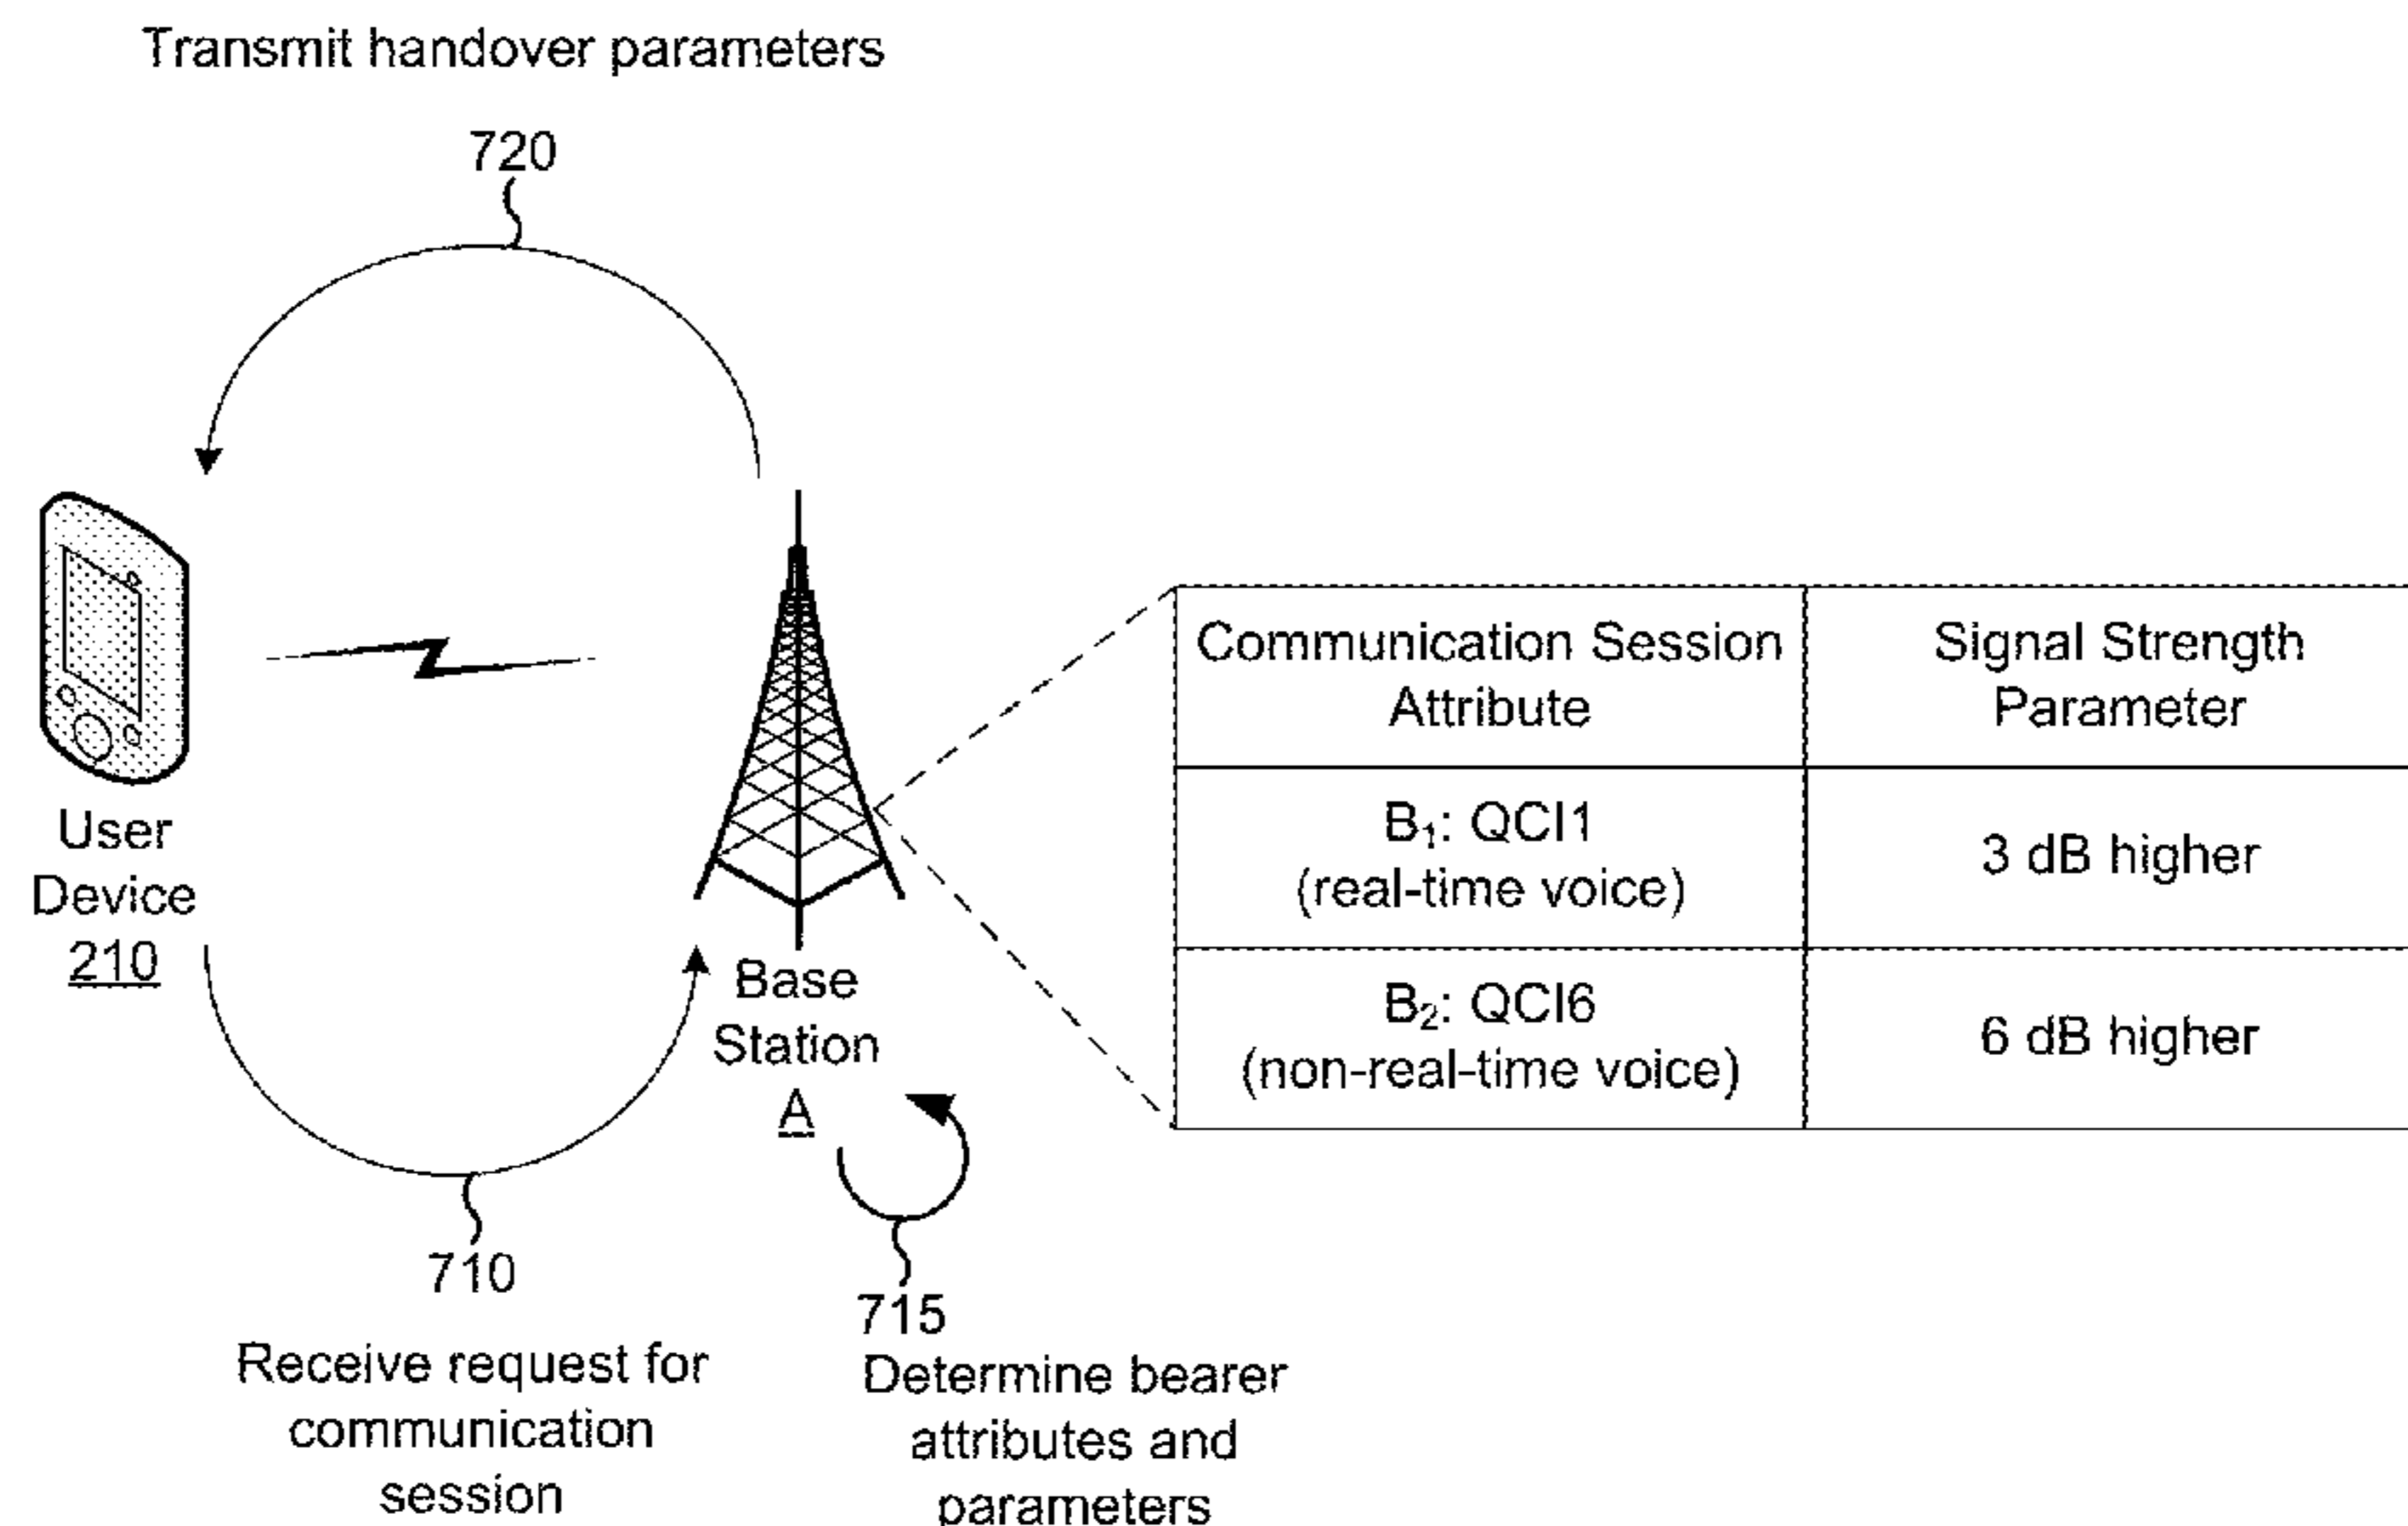 Transmit handover parameters
720
User
Device
210
Base
Station
A
Communication Session
Attribute
Signal Strength
Parameter
B₁: QCI1
(real-time voice)
3 dB higher
B₂: QCI6
(non-real-time voice)
6 dB higher
710
Receive request for
communication
session
715
Determine bearer
attributes and
parameters